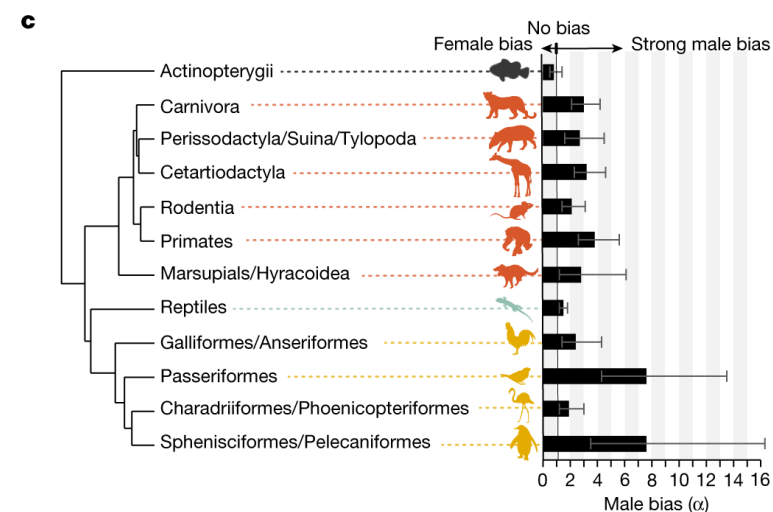 c
No bias
Female bias Strong male bias
Actinopterygii
Carnivora
Perissodactyla/Suina/Tylopoda
Cetartiodactyla
Rodentia
Primates
Marsupials/Hyracoidea
Reptiles
Galliformes/Anseriformes
Passeriformes
Charadriiformes/Phoenicopteriformes
Sphenisciformes/Pelecaniformes
0 2 4 6 8 10 12 14 16
Male bias (α)